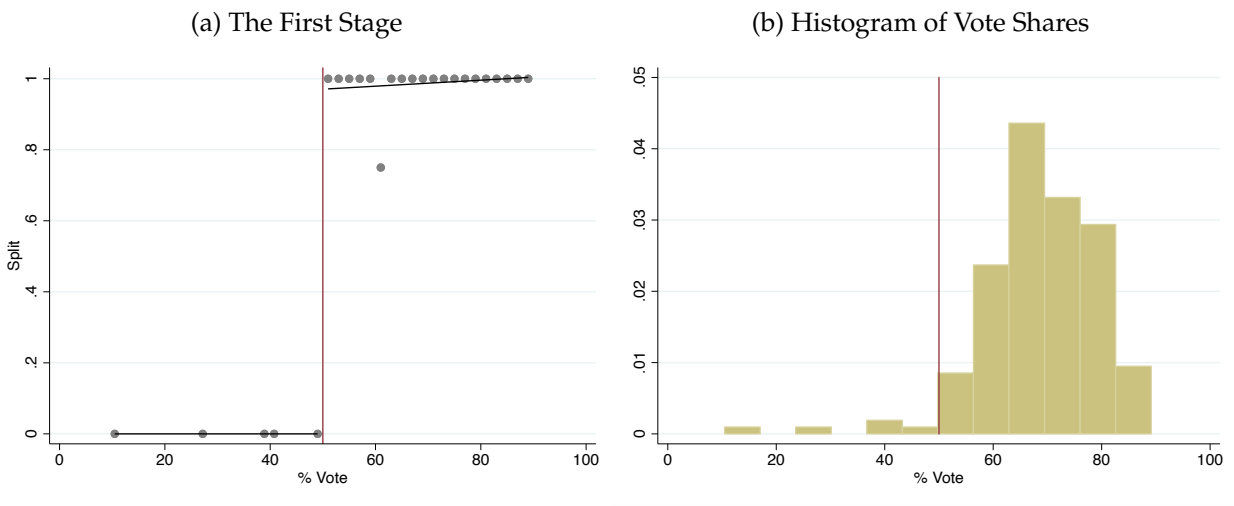 (a) The First Stage
1
.8
.6
.4
.2
0
Split
0 20 40 60 80 100
% Vote
(b) Histogram of Vote Shares
.05
.04
.03
.02
.01
0
0 20 40 60 80 100
% Vote